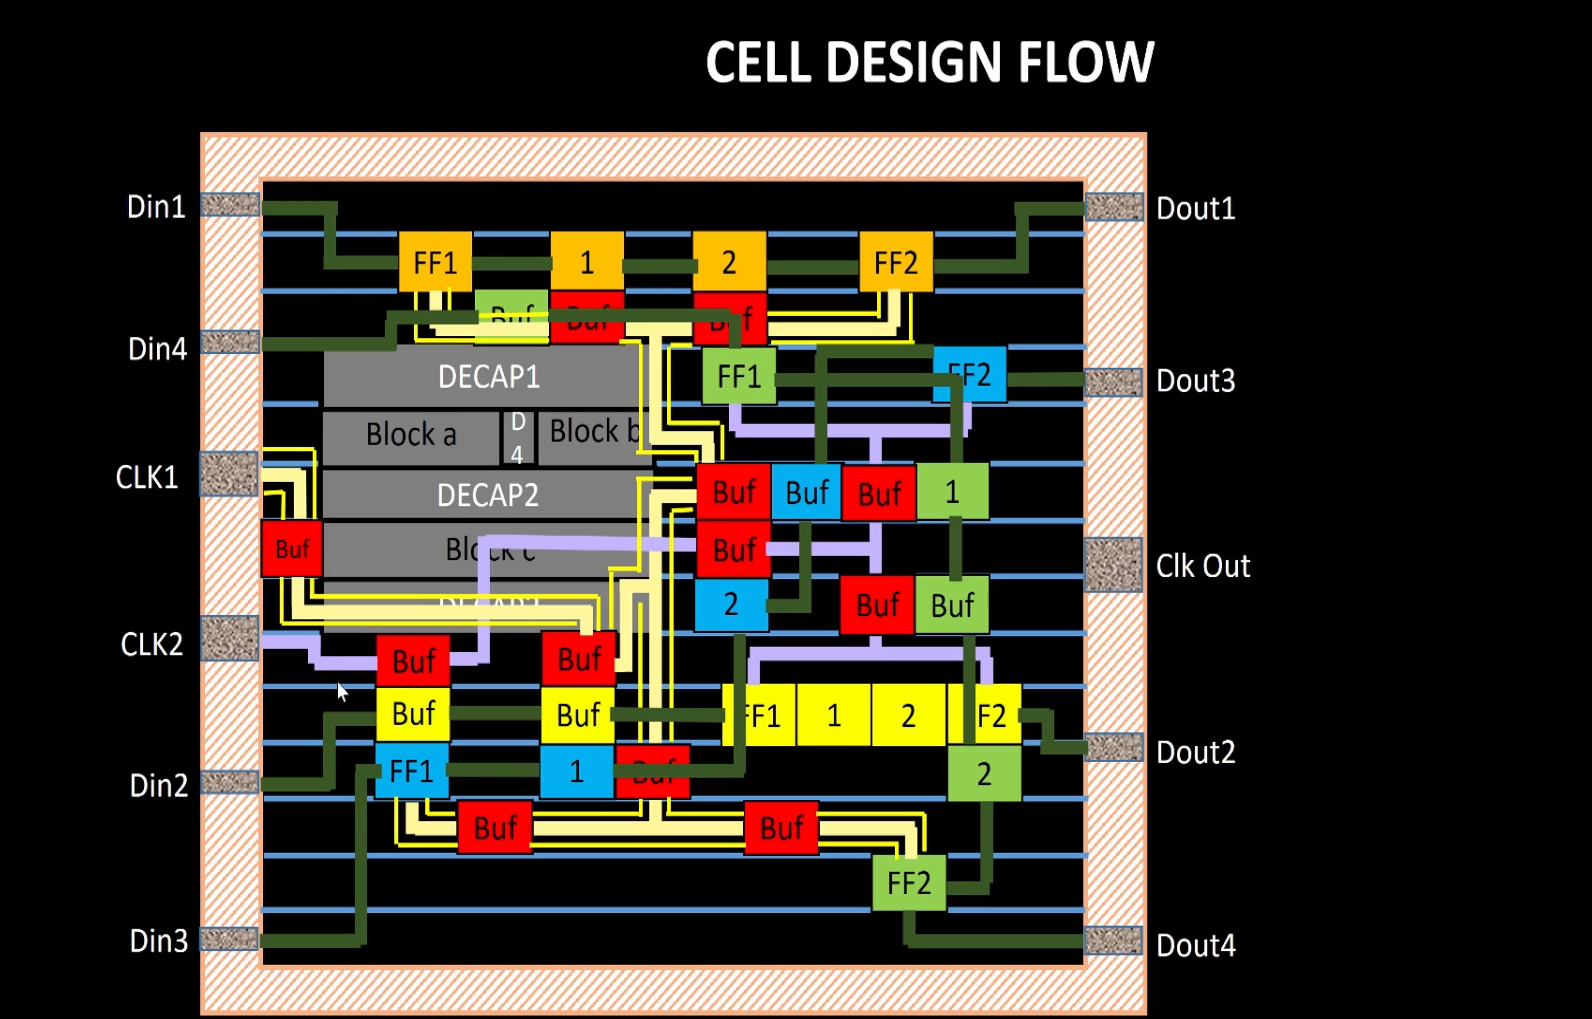 CELL DESIGN FLOW
Din1
Dout1
FF1
1
2
FF2
Buf
Buf
Buf
Din4
DECAP1
FF1
FF2
Dout3
Block a
D
4
Block b
CLK1
DECAP2
Buf
Buf
Buf
1
Buf
Block c
Buf
Clk Out
DECAP3
2
Buf
Buf
CLK2
Buf
Buf
Buf
Buf
FF1
1
2
F2
Dout2
Din2
FF1
1
Buf
2
Buf
Buf
FF2
Din3
Dout4